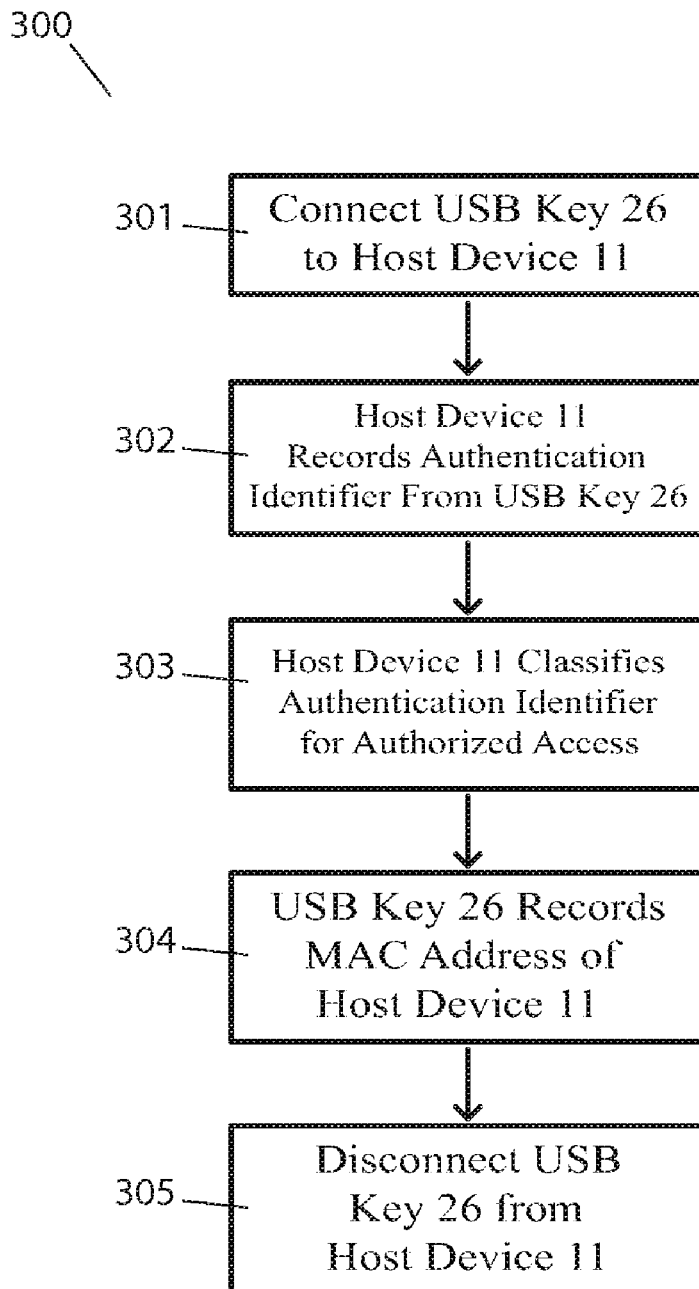 300
301
Connect USB Key 26
to Host Device 11
302
Host Device 11
Records Authentication
Identifier From USB Key 26
303
Host Device 11 Classifies
Authentication Identifier
for Authorized Access
304
USB Key 26 Records
MAC Address of
Host Device 11
305
Disconnect USB
Key 26 from
Host Device 11